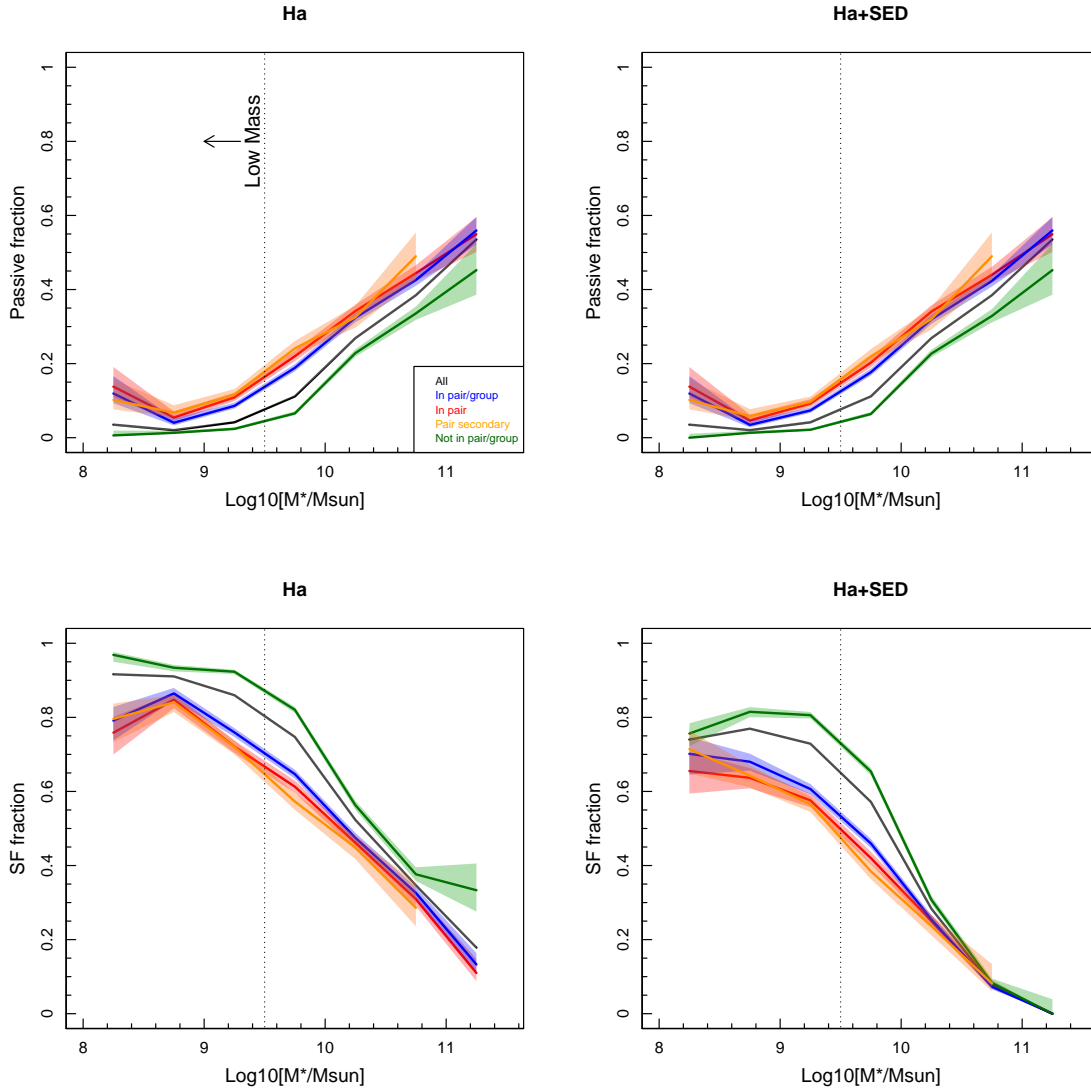 Ha
Passive fraction
0
0.2
0.4
0.6
0.8
1
Low Mass
All
In pair/group
In pair
Pair secondary
Not in pair/group
8
9
10
11
Log10[M*/Msun]
Ha+SED
Passive fraction
0
0.2
0.4
0.6
0.8
1
8
9
10
11
Log10[M*/Msun]
Ha
SF fraction
0
0.2
0.4
0.6
0.8
1
8
9
10
11
Log10[M*/Msun]
Ha+SED
SF fraction
0
0.2
0.4
0.6
0.8
1
8
9
10
11
Log10[M*/Msun]